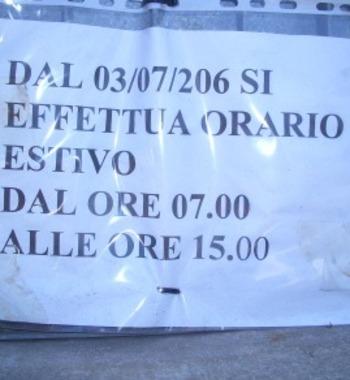 DAL 03/07/206 SI
EFFETTUA ORARIO
ESTIVO
DAL ORE 07.00
ALLE ORE 15.00